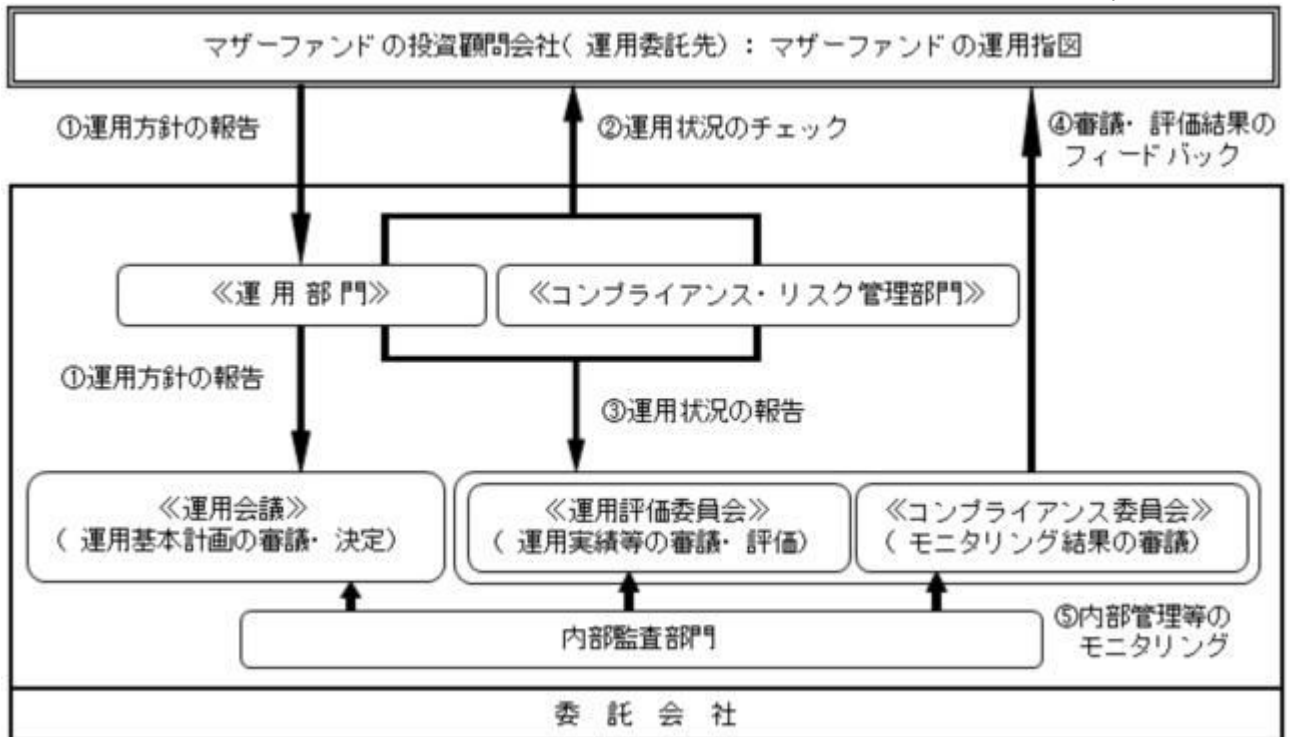 マザーファンドの投資顧問会社(運用委託先):マザーファンドの運用指図
①運用方針の報告
②運用状況のチェック
④審議・評価結果の
フィードバック
≪運用部門≫
≪コンプライアンス・リスク管理部門≫
①運用方針の報告
③運用状況の報告
≪運用会議≫
(運用基本計画の審議・決定)
≪運用評価委員会≫
(運用実績等の審議・評価)
≪コンプライアンス委員会≫
(モニタリング結果の審議)
内部監査部門
⑤内部管理等の
モニタリング
委託会社